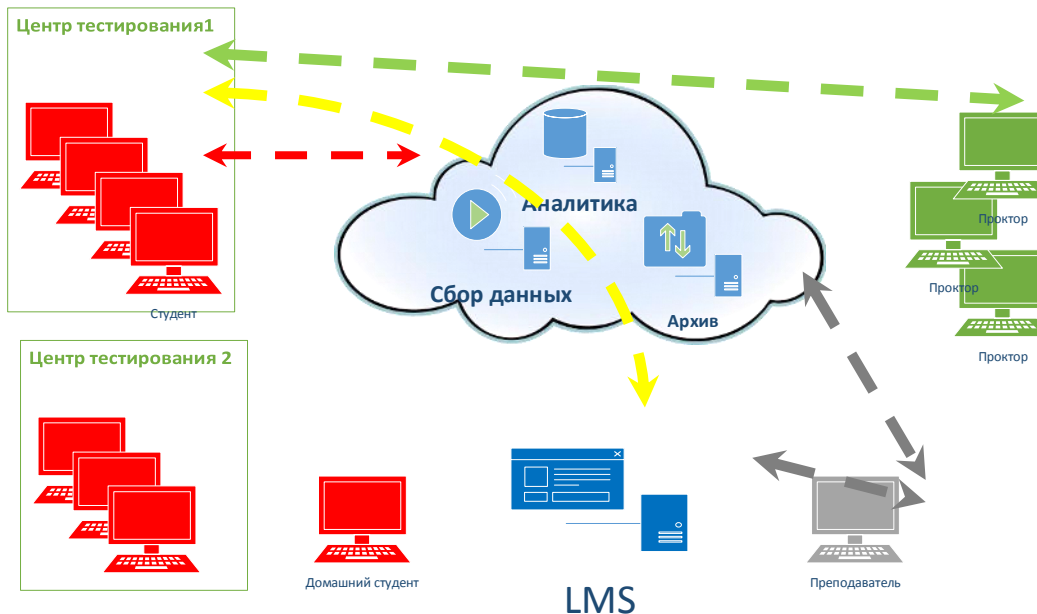 Центр тестирования1
Аналитика
Проктор
Сбор данных
Проктор
Студент
Архив
Проктор
Центр тестирования 2
Домашний студент
Преподаватель
LMS